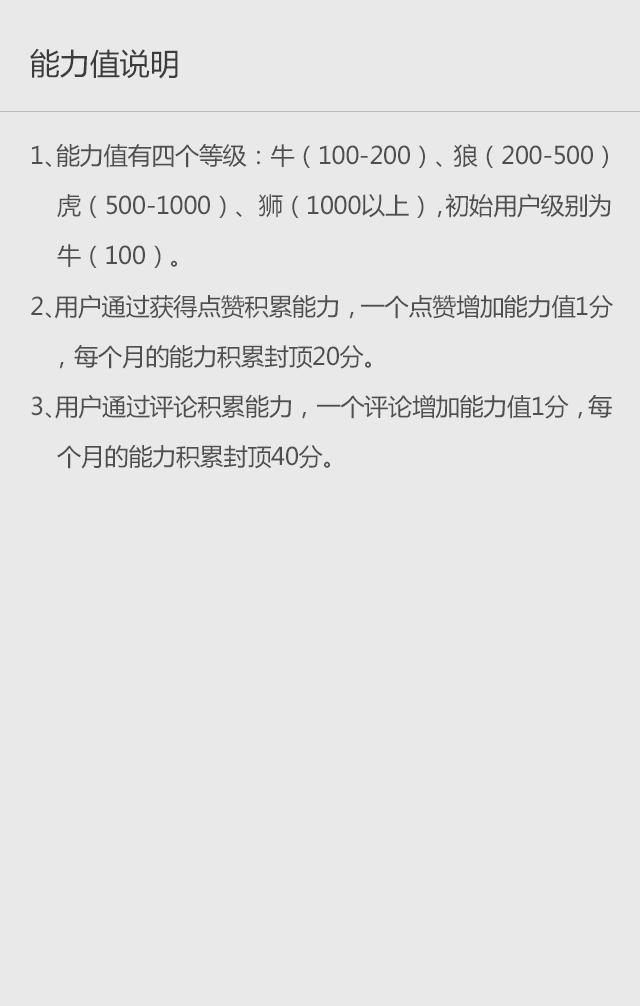 能力值说明
1、能力值有四个等级：牛（100-200）、狼（200-500）
虎（500-1000）、狮（1000以上）,初始用户级别为
牛（100）。
2、用户通过获得点赞积累能力，一个点赞增加能力值1分
，每个月的能力积累封顶20分。
3、用户通过评论积累能力，一个评论增加能力值1分，每
个月的能力积累封顶40分。